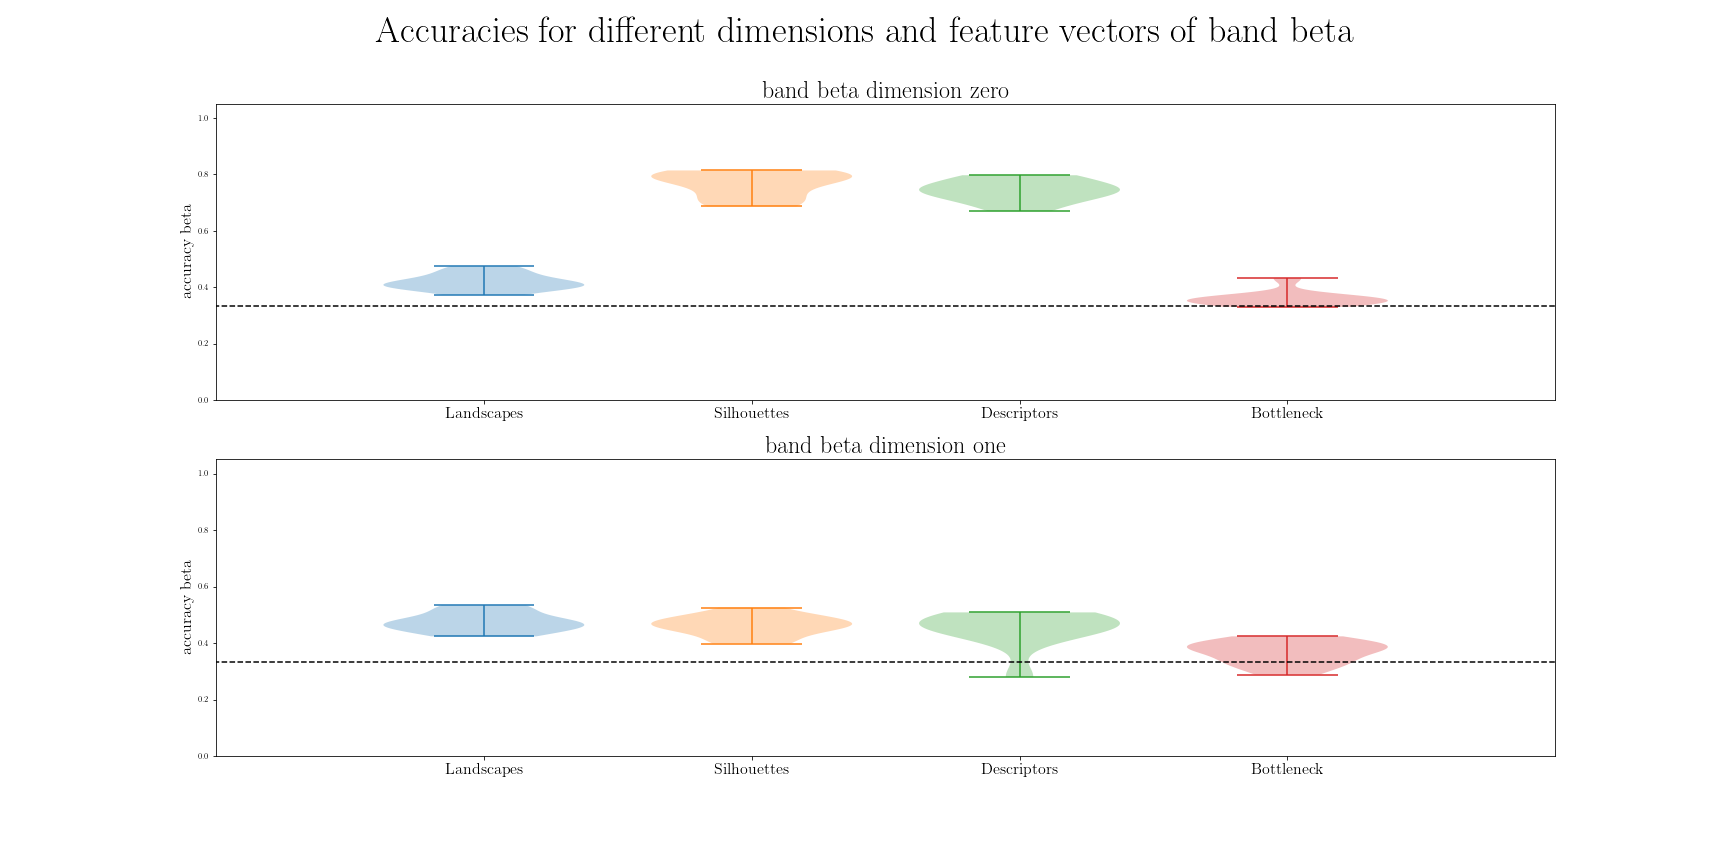 Accuracies for different dimensions and feature vectors of band beta
band beta dimension zero
1.0
0.8
0.6
0.4
0.2
0.0
accuracy beta
Landscapes Silhouettes Descriptors Bottleneck
band beta dimension one
1.0
0.8
0.6
0.4
0.2
0.0
accuracy beta
Landscapes Silhouettes Descriptors Bottleneck